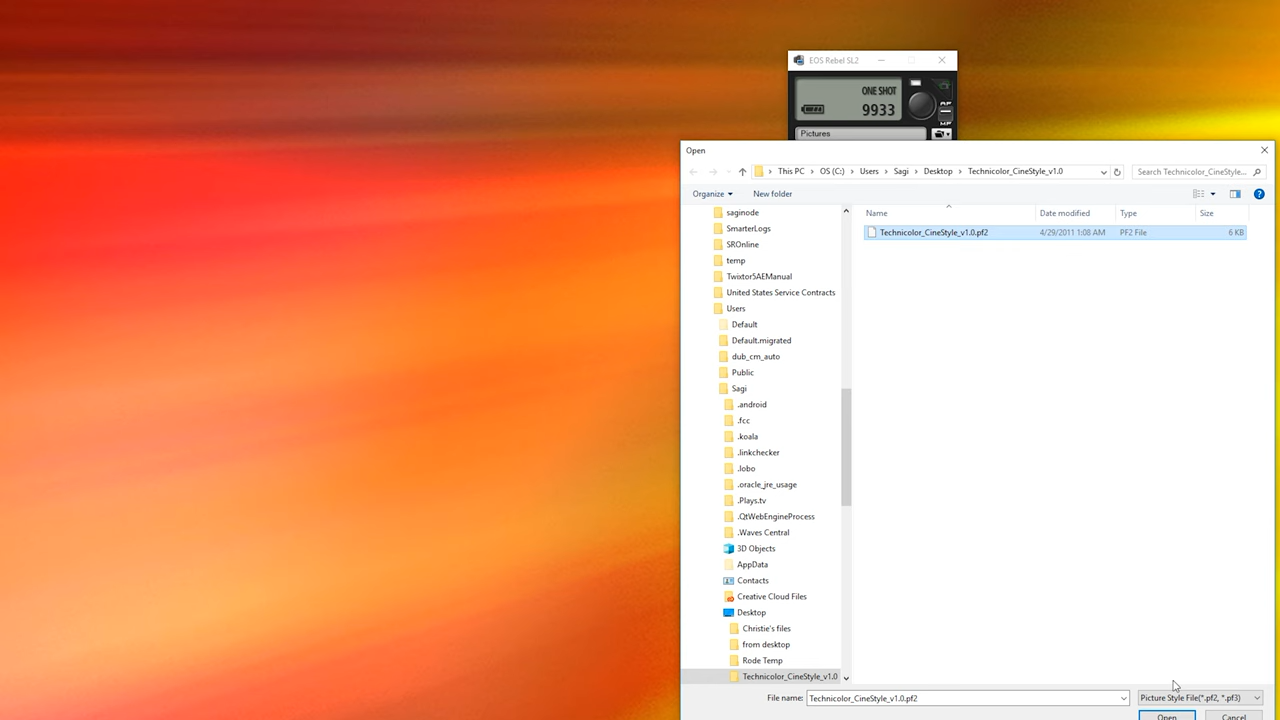 EOS Rebel SL2
ONE SHOT
9933
AF
MF
Pictures
Open
This PC > OS (C:) > Users > Sagi > Desktop > Technicolor_CineStyle_v1.0
Search Technicolor_CineStyle...
Organize
New folder
Name
Date modified
Type
Size
Technicolor_CineStyle_v1.0.pf2
4/29/2011 1:08 AM
PF2 File
6 KB
saginode
SmarterLogs
SROnline
temp
Twixtor5AEManual
United States Service Contracts
Users
Default
Default.migrated
dub_cm_auto
Public
Sagi
.android
.fcc
.koala
.linkchecker
.lobo
.oracle_jre_usage
.Plays.tv
.QtWebEngineProcess
.Waves Central
3D Objects
AppData
Contacts
Creative Cloud Files
Desktop
Christie's files
from desktop
Rode Temp
Technicolor_CineStyle_v1.0
File name:
Technicolor_CineStyle_v1.0.pf2
Picture Style File(*.pf2, *.pf3)
Open
Cancel